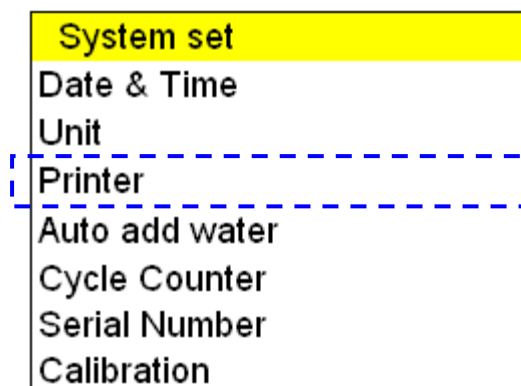 System set
Date & Time
Unit
Printer
Auto add water
Cycle Counter
Serial Number
Calibration